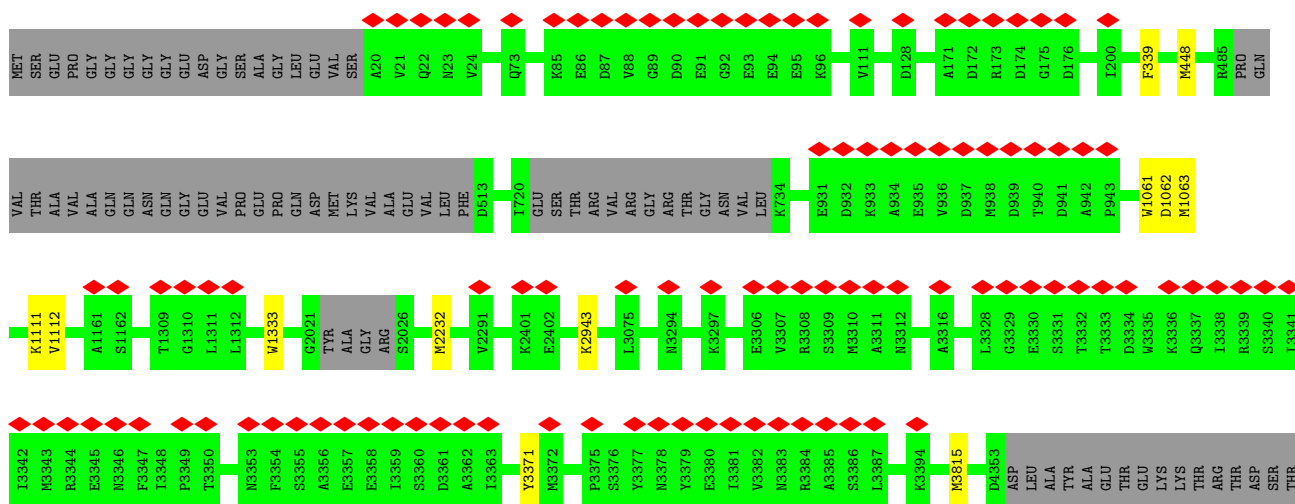 MET SER GLU PRO GLY GLY GLY GLY GLY GLU ASP GLY SER ALA GLY LEU GLU VAL SER A20 V21 Q22 N23 V24 Q73 K85 E86 D87 V88 G89 D90 E91 G92 E93 E94 E95 K96 V111 D128 A171 D172 R173 D174 G175 D176 I200 F339 M448 R485 PRO GLN
VAL THR ALA VAL ALA GLN GLN ASN GLN GLY GLU VAL PRO GLU PRO GLN ASP MET LYS VAL ALA GLU VAL LEU PHE D513 I720 GLU SER THR ARG VAL ARG GLY ARG THR GLY ASN VAL LEU K734 E931 D932 K933 A934 E935 V936 D937 M938 D939 T940 D941 A942 P943 W1061 D1062 M1063
K1111 V1112 A1161 S1162 T1309 G1310 L1311 L1312 W1333 G2021 TYR ALA GLY ARG S2026 M2232 V2291 K2401 E2402 K2943 L3075 N3294 K3297 E3306 V3307 R3308 S3309 M3310 A3311 N3312 A3316 L3328 G3329 E3330 S3331 T3332 T3333 D3334 W3335 K3336 Q3337 I3338 R3339 S3340 I3341
I3342 M3343 R3344 E3345 N3346 F3347 I3348 P3349 T3350 N3353 F3354 S3355 A3356 E3357 E3358 I3359 S3360 D3361 A3362 I3363 Y3371 M3372 P3375 S3376 Y3377 N3378 Y3379 E3380 I3381 V3382 N3383 R3384 A3385 S3386 L3387 K3394 M3815 D4353 ASP LEU ALA TYR ALA GLU THR GLU LYS LYS THR ARG THR ASP SER THR